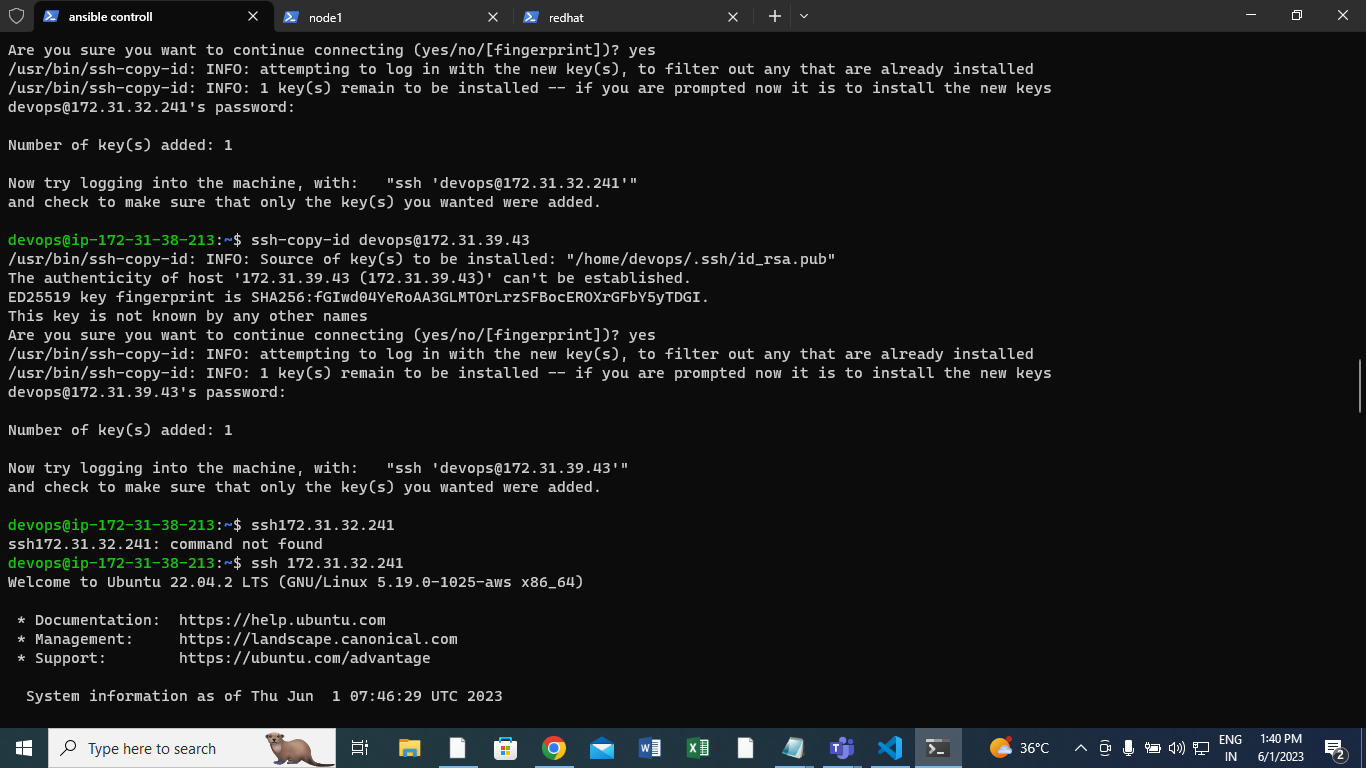 ansible controll
node1
redhat
Are you sure you want to continue connecting (yes/no/[fingerprint])? yes
/usr/bin/ssh-copy-id: INFO: attempting to log in with the new key(s), to filter out any that are already installed
/usr/bin/ssh-copy-id: INFO: 1 key(s) remain to be installed -- if you are prompted now it is to install the new keys
devops@172.31.32.241's password:
Number of key(s) added: 1
Now try logging into the machine, with:   "ssh 'devops@172.31.32.241'"
and check to make sure that only the key(s) you wanted were added.
devops@ip-172-31-38-213:~$ ssh-copy-id devops@172.31.39.43
/usr/bin/ssh-copy-id: INFO: Source of key(s) to be installed: "/home/devops/.ssh/id_rsa.pub"
The authenticity of host '172.31.39.43 (172.31.39.43)' can't be established.
ED25519 key fingerprint is SHA256:fGIwd04YeRoAA3GLMTOrLrzSFBocEROXrGFbY5yTDGI.
This key is not known by any other names
Are you sure you want to continue connecting (yes/no/[fingerprint])? yes
/usr/bin/ssh-copy-id: INFO: attempting to log in with the new key(s), to filter out any that are already installed
/usr/bin/ssh-copy-id: INFO: 1 key(s) remain to be installed -- if you are prompted now it is to install the new keys
devops@172.31.39.43's password:
Number of key(s) added: 1
Now try logging into the machine, with:   "ssh 'devops@172.31.39.43'"
and check to make sure that only the key(s) you wanted were added.
devops@ip-172-31-38-213:~$ ssh172.31.32.241
ssh172.31.32.241: command not found
devops@ip-172-31-38-213:~$ ssh 172.31.32.241
Welcome to Ubuntu 22.04.2 LTS (GNU/Linux 5.19.0-1025-aws x86_64)
* Documentation:  https://help.ubuntu.com
* Management:     https://landscape.canonical.com
* Support:        https://ubuntu.com/advantage
System information as of Thu Jun  1 07:46:29 UTC 2023
Type here to search
36°C
ENG
IN
1:40 PM
6/1/2023
2